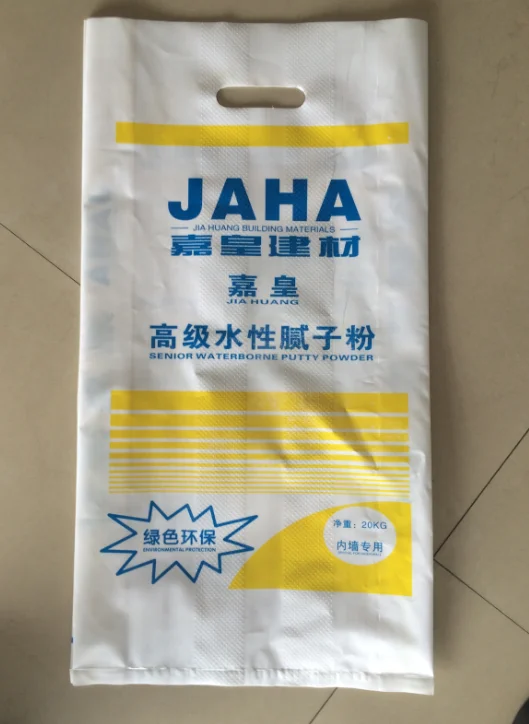 JAHA
JIA HUANG BUILDING MATERIALS
嘉皇建材
嘉皇
JIA HUANG
高级水性腻子粉
SENIOR WATERBORNE PUTTY POWDER
绿色环保
ENVIRONMENTAL PROTECTION
净重：20KG
内墙专用